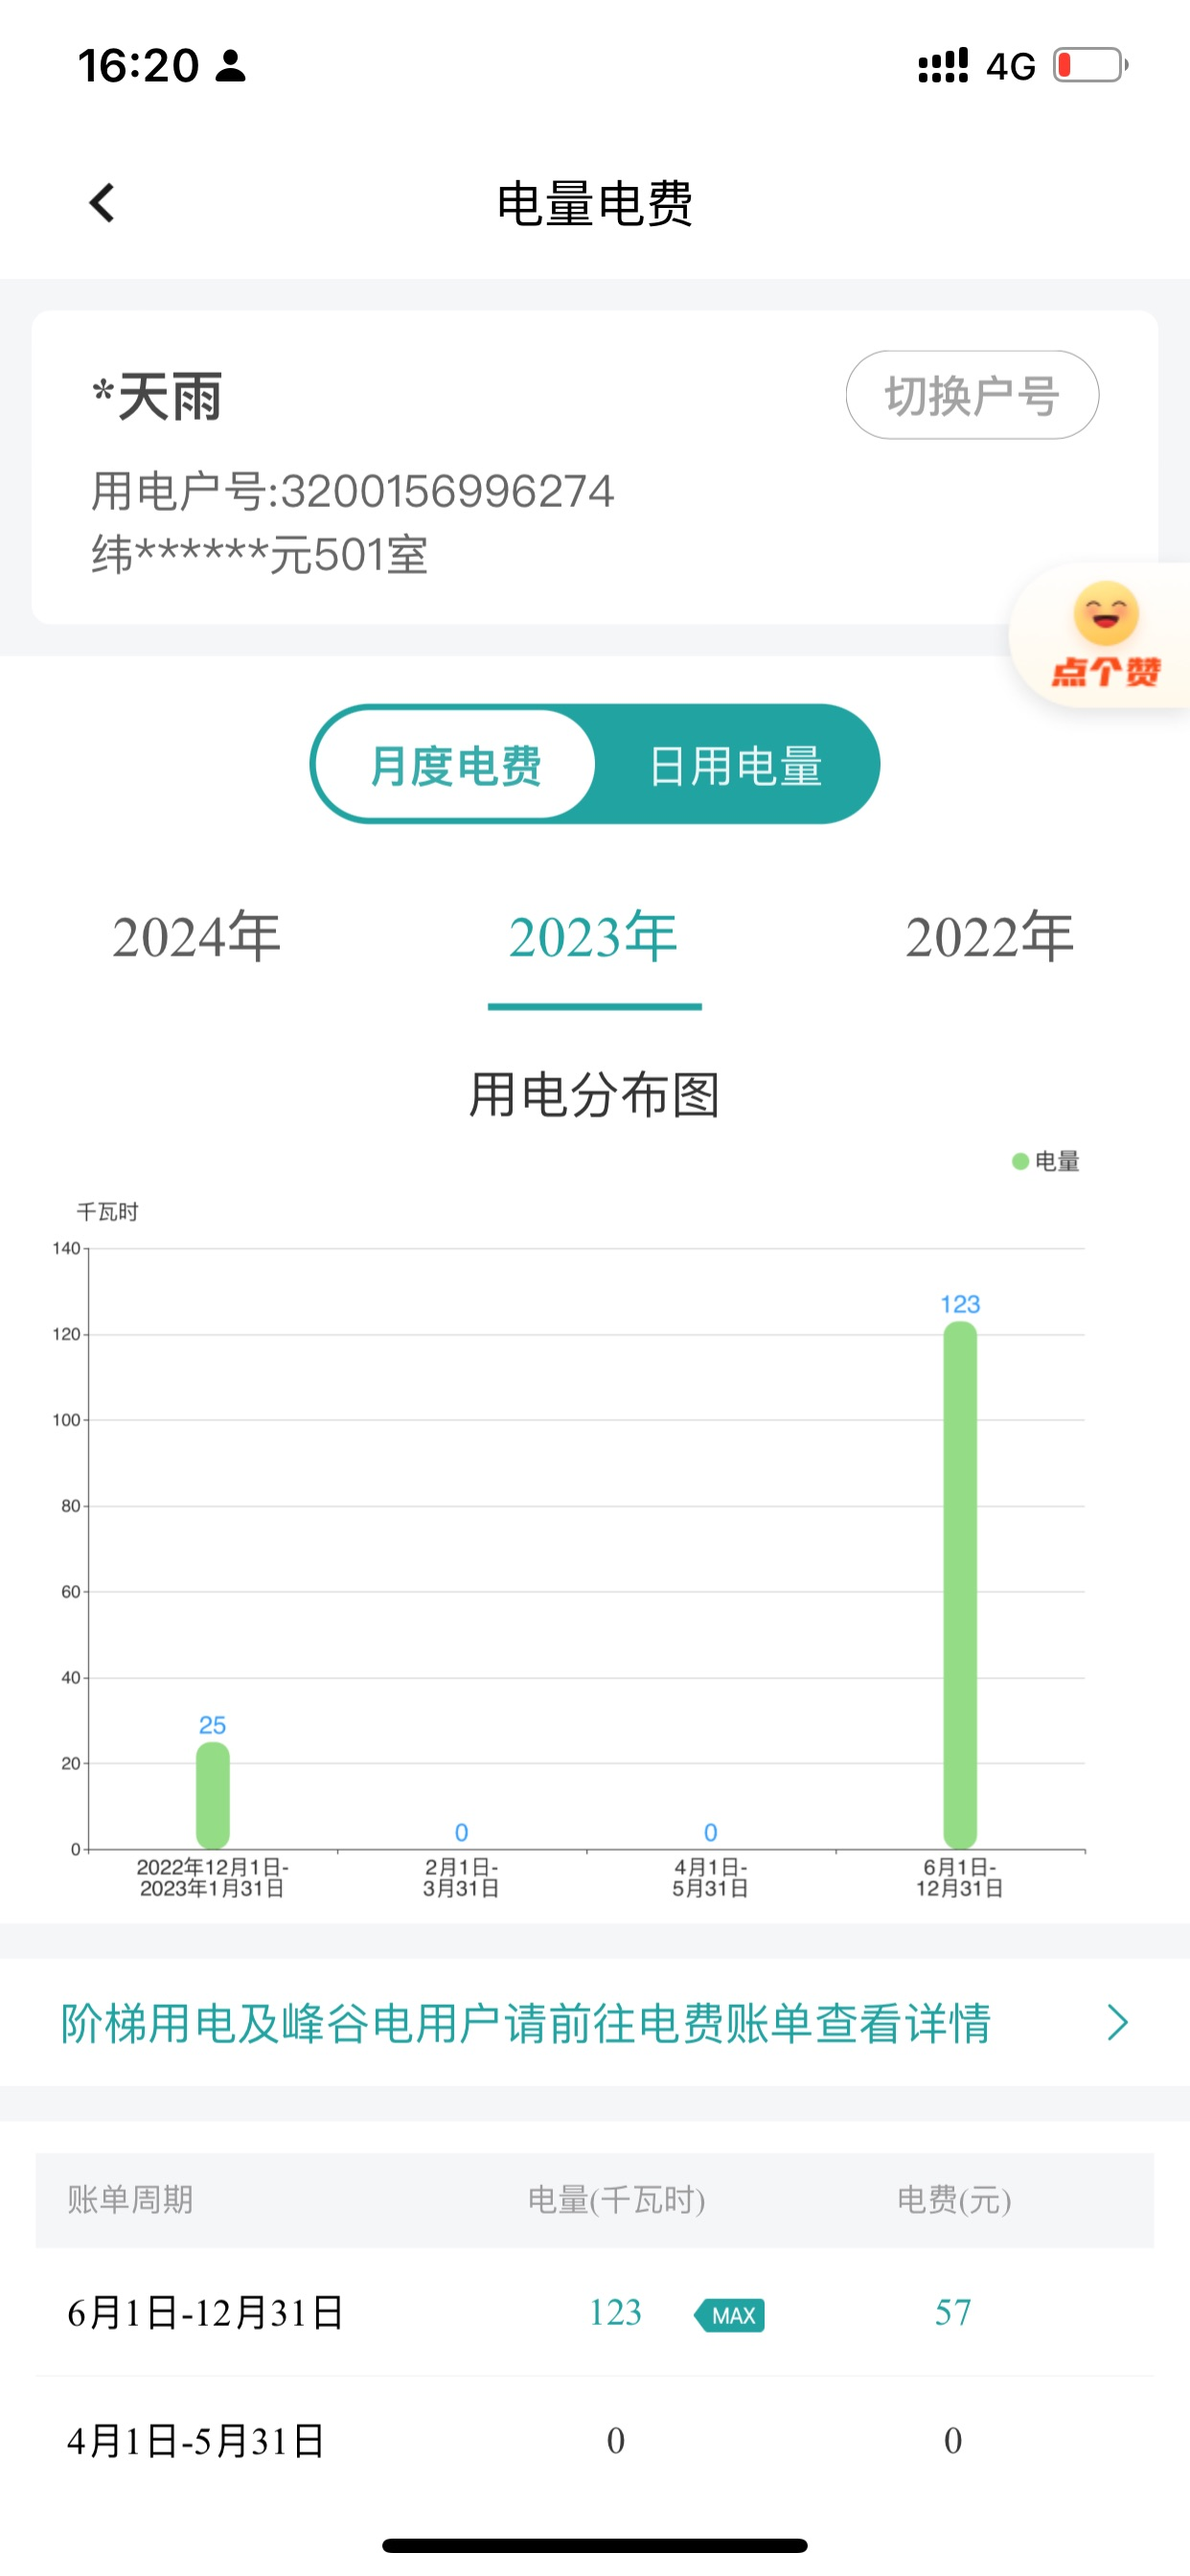 16:20 4G
电量电费
*天雨
切换户号
用电户号:3200156996274
纬******元501室
点个赞
月度电费 日用电量
2024年 2023年 2022年
用电分布图
电量
千瓦时
140
123
120
100
80
60
40
25
20
0 0
0
2022年12月1日- 2月1日- 4月1日- 6月1日-
2023年1月31日 3月31日 5月31日 12月31日
阶梯用电及峰谷电用户请前往电费账单查看详情
账单周期 电量(千瓦时) 电费(元)
6月1日-12月31日 123 MAX 57
4月1日-5月31日 0 0